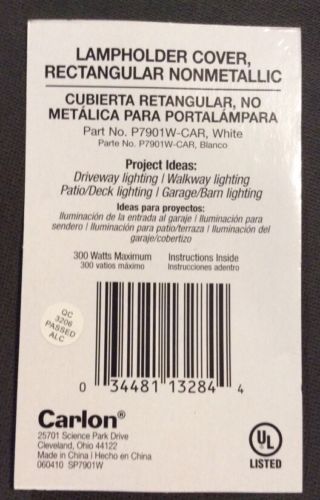 LAMPHOLDER COVER,
RECTANGULAR NONMETALLIC
CUBIERTA RETANGULAR, NO
METÁLICA PARA PORTALÁMPARA
Part No. P7901W-CAR, White
Parte No. P7901W-CAR, Blanco
Project Ideas:
Driveway lighting / Walkway lighting
Patio/Deck lighting / Garage/Barn lighting
Ideas para proyectos:
Iluminación de la entrada al garaje / Iluminación para
sendero / Iluminación para patio/terraza / Iluminación del
garaje/cobertizo
300 Watts Maximum Instructions Inside
300 vatios máximo Instrucciones adentro
QC
3206
PASSED
ALC
0 34481 13284 4
Carlon®
25701 Science Park Drive
Cleveland, Ohio 44122
Made in China / Hecho en China
060410 SP7901W
UL
LISTED